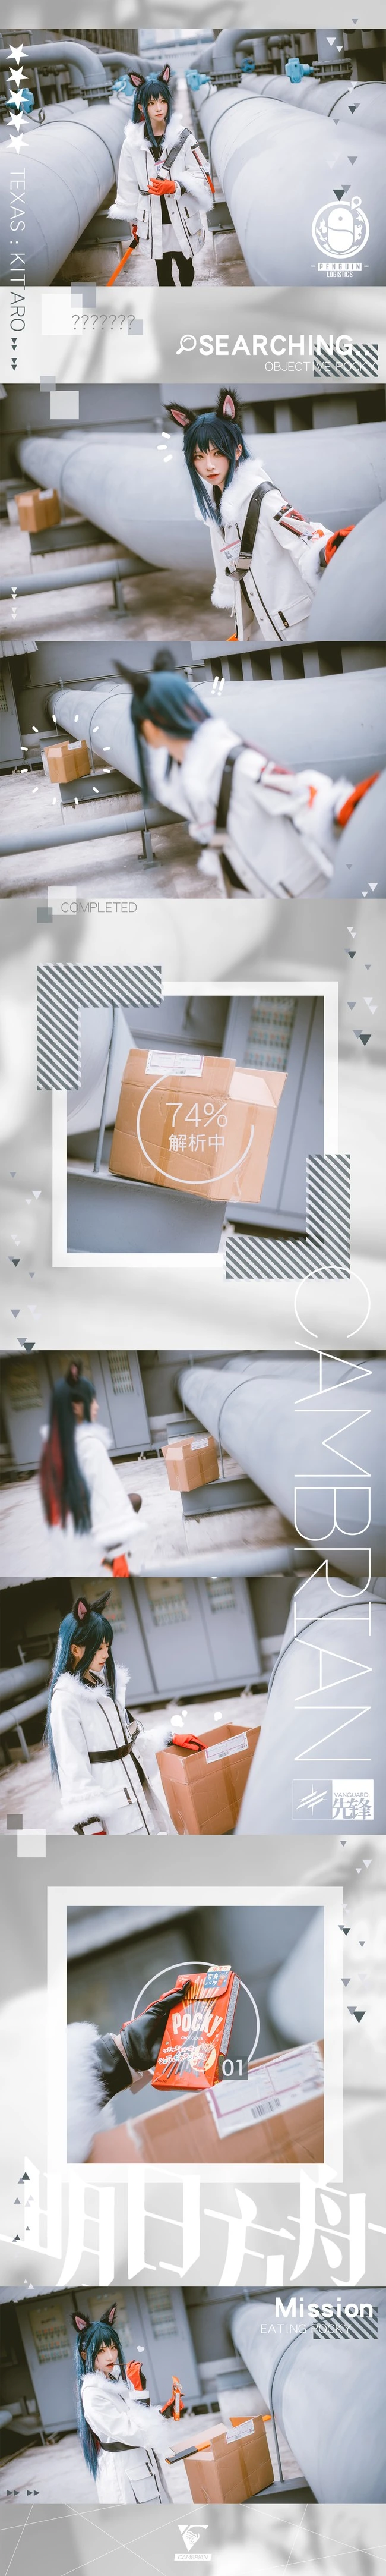 TEXAS : KITARO
PENGUIN
LOGISTICS
???????
SEARCHING
OBJECTIVE POCKY
!!
COMPLETED
74%
解析中
CAMBRIAN
VANGUARD
先锋
POCKY
01
明日方舟
Mission
EATING POCKY
CAMBRIAN